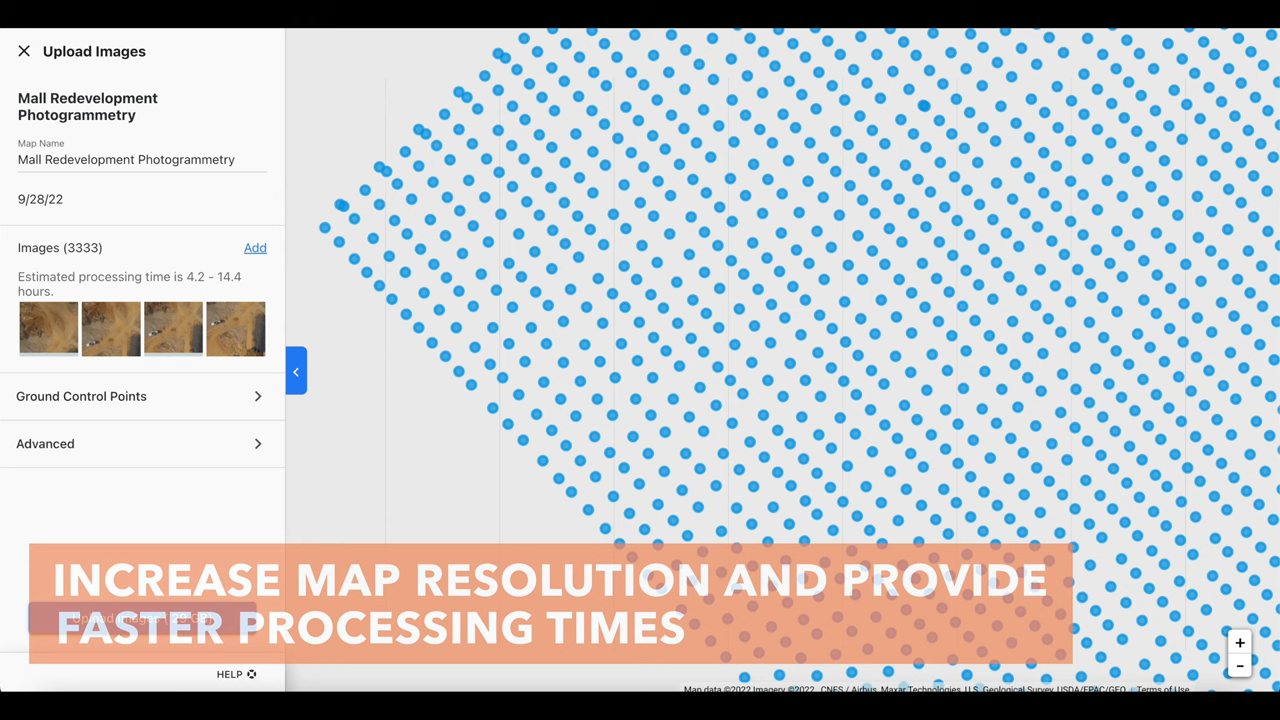 Upload Images
Mall Redevelopment
Photogrammetry
Map Name
Mall Redevelopment Photogrammetry
9/28/22
Images (3333)
Add
Estimated processing time is 4.2 - 14.4
hours.
Ground Control Points
Advanced
INCREASE MAP RESOLUTION AND PROVIDE
FASTER PROCESSING TIMES
Upload Images
HELP
+
-
Map data ©2022 Imagery ©2022 , CNES / Airbus, Maxar Technologies, U.S. Geological Survey, USDA/FPAC/GEO
Terms of Use